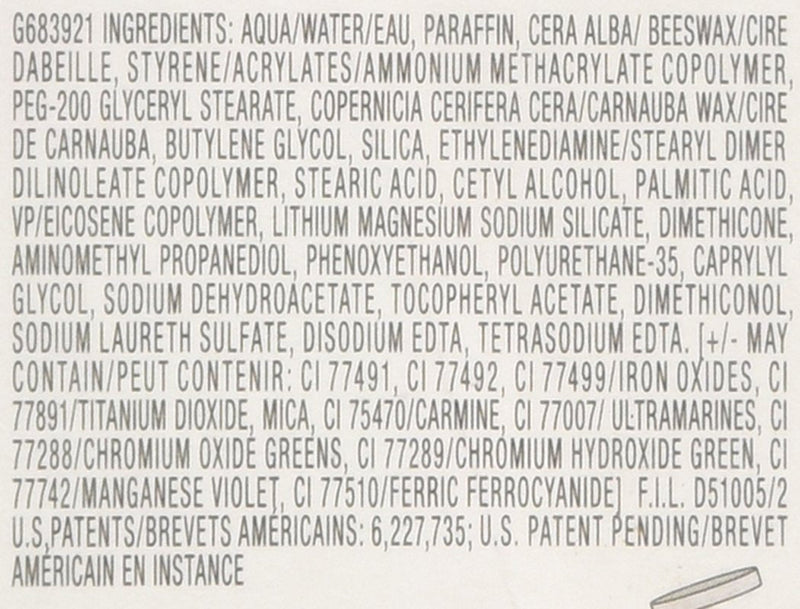 G683921 INGREDIENTS: AQUA/WATER/EAU, PARAFFIN, CERA ALBA/ BEESWAX/CIRE
DABEILLE, STYRENE/ACRYLATES/AMMONIUM METHACRYLATE COPOLYMER,
PEG-200 GLYCERYL STEARATE, COPERNICIA CERIFERA CERA/CARNAUBA WAX/CIRE
DE CARNAUBA, BUTYLENE GLYCOL, SILICA, ETHYLENEDIAMINE/STEARYL DIMER
DILINOLEATE COPOLYMER, STEARIC ACID, CETYL ALCOHOL, PALMITIC ACID,
VP/EICOSENE COPOLYMER, LITHIUM MAGNESIUM SODIUM SILICATE, DIMETHICONE,
AMINOMETHYL PROPANEDIOL, PHENOXYETHANOL, POLYURETHANE-35, CAPRYLYL
GLYCOL, SODIUM DEHYDROACETATE, TOCOPHERYL ACETATE, DIMETHICONOL,
SODIUM LAURETH SULFATE, DISODIUM EDTA, TETRASODIUM EDTA. [+/- MAY
CONTAIN/PEUT CONTENIR: CI 77491, CI 77492, CI 77499/IRON OXIDES, CI
77891/TITANIUM DIOXIDE, MICA, CI 75470/CARMINE, CI 77007/ ULTRAMARINES, CI
77288/CHROMIUM OXIDE GREENS, CI 77289/CHROMIUM HYDROXIDE GREEN, CI
77742/MANGANESE VIOLET, CI 77510/FERRIC FERROCYANIDE] F.I.L. D51005/2
U.S,PATENTS/BREVETS AMÉRICAINS: 6,227,735; U.S. PATENT PENDING/BREVET
AMÉRICAIN EN INSTANCE